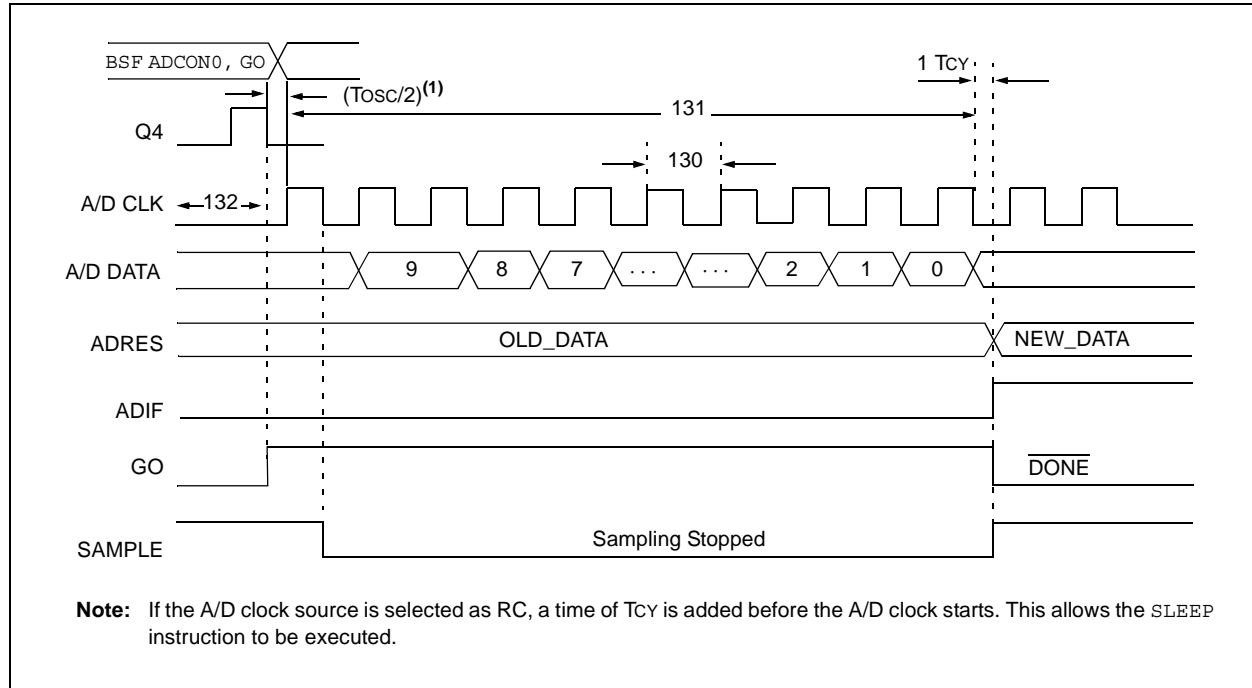 BSF ADCON0, GO
(TOSC/2)(1)
1 TCY
131
Q4
130
A/D CLK
132
A/D DATA
9 8 7 . . . . . . 2 1 0
ADRES
OLD_DATA
NEW_DATA
ADIF
GO
DONE
SAMPLE
Sampling Stopped
Note: If the A/D clock source is selected as RC, a time of TCY is added before the A/D clock starts. This allows the SLEEP
instruction to be executed.